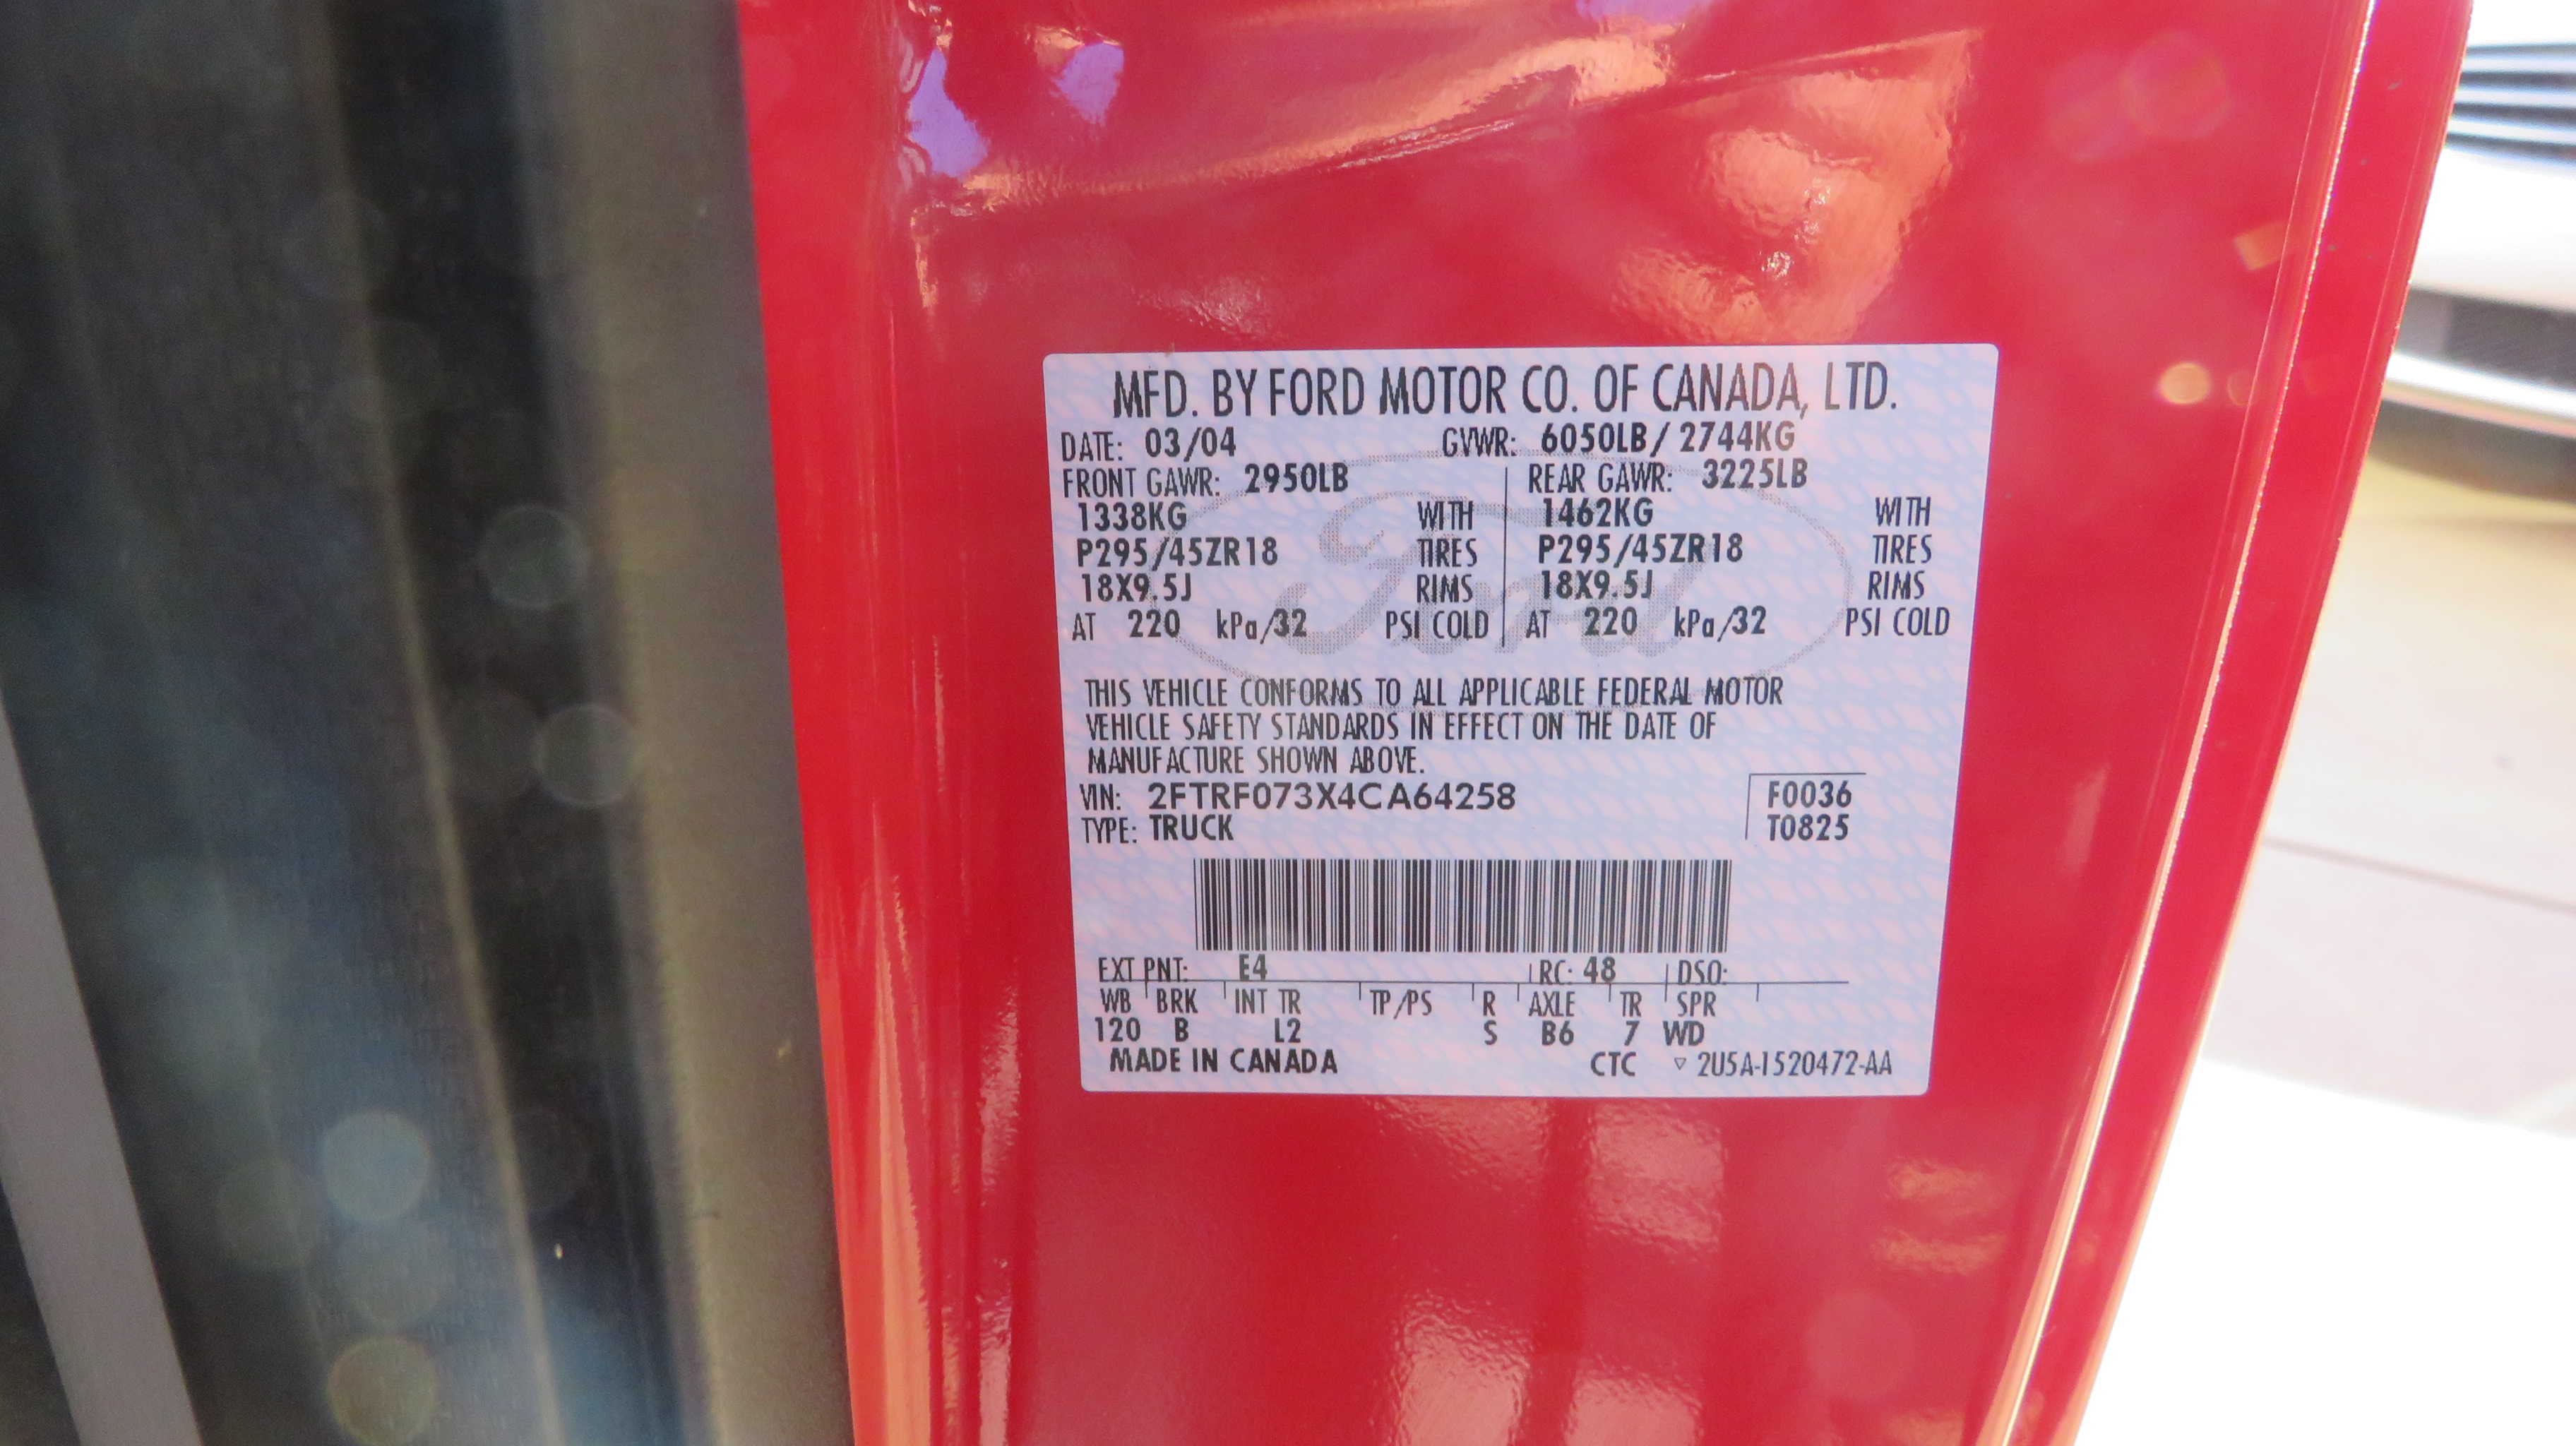 MFD. BY FORD MOTOR CO. OF CANADA, LTD.
DATE: 03/04 GVWR: 6050LB/ 2744KG
FRONT GAWR: 2950LB REAR GAWR: 3225LB
1338KG WITH 1462KG WITH
P295/45ZR18 TIRES P295/45ZR18 TIRES
18X9.5J RIMS 18X9.5J RIMS
AT 220 kPa/32 PSI COLD AT 220 kPa/32 PSI COLD
Ford
THIS VEHICLE CONFORMS TO ALL APPLICABLE FEDERAL MOTOR
VEHICLE SAFETY STANDARDS IN EFFECT ON THE DATE OF
MANUFACTURE SHOWN ABOVE.
VIN: 2FTRF073X4CA64258 F0036
TYPE: TRUCK T0825
EXT PNT: E4 RC: 48 DSO:
WB BRK INT TR TP/PS R AXLE TR SPR
120 B L2 S B6 7 WD
MADE IN CANADA CTC ▽ 2U5A-1520472-AA